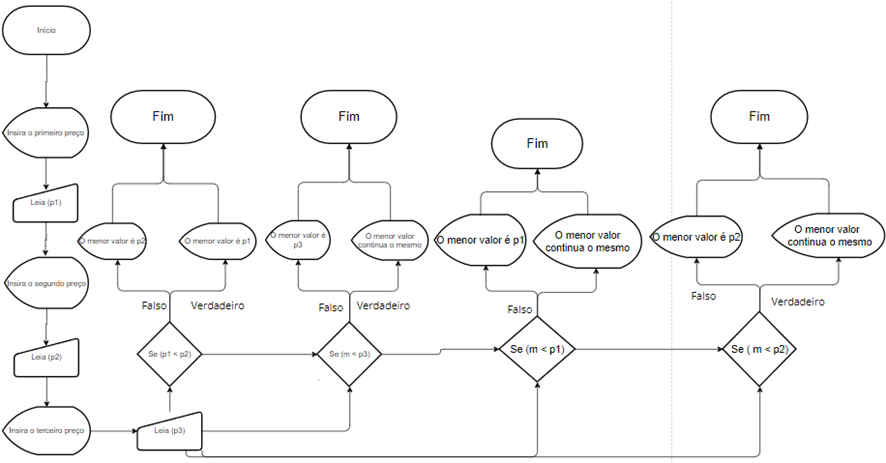 Início
Insira o primeiro preço
Leia (p1)
Insira o segundo preço
Leia (p2)
Insira o terceiro preço
Leia (p3)
Fim
O menor valor é p2
O menor valor é p1
Falso
Verdadeiro
Se (p1 < p2)
Fim
O menor valor é
p3
O menor valor
continua o mesmo
Falso
Verdadeiro
Se (m < p3)
Fim
O menor valor é p1
O menor valor
continua o mesmo
Falso
Se (m < p1)
Fim
O menor valor é p2
O menor valor
continua o mesmo
Falso
Verdadeiro
Se ( m < p2)